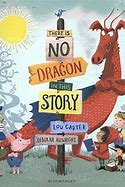 THERE IS
NO
DRAGON
IN THIS
STORY
LOU CARTER
DEBORAH ALLWRIGHT
BLOOMSBURY